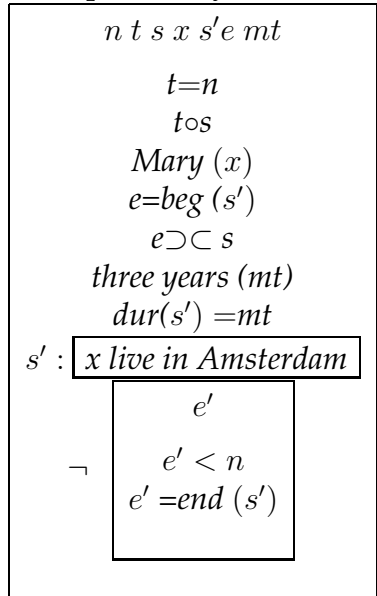 n t s x s′e mt
t=n
t○s
Mary (x)
e=beg (s′)
e⊃⊂ s
three years (mt)
dur(s′) =mt
s′ : x live in Amsterdam
e′
¬ e′ < n
e′ =end (s′)